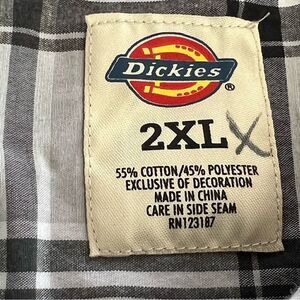 Dickies
®
2XL X
55% COTTON/45% POLYESTER
EXCLUSIVE OF DECORATION
MADE IN CHINA
CARE IN SIDE SEAM
RN123187